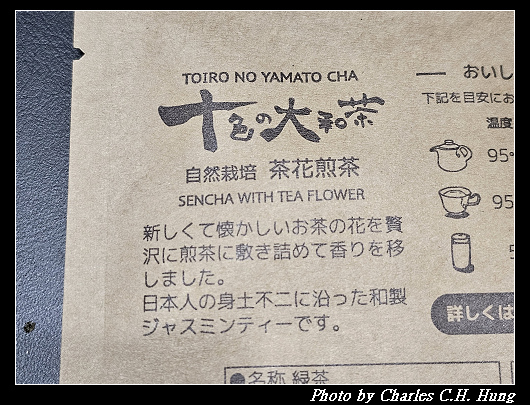 TOIRO NO YAMATO CHA
十色の大和茶
自然栽培 茶花煎茶
SENCHA WITH TEA FLOWER
新しくて懐かしいお茶の花を贅
沢に煎茶に敷き詰めて香りを移
しました。
日本人の身土不二に沿った和製
ジャスミンティーです。
●名称 緑茶
おいし
下記を目安にお
温度
95°
95
5
詳しくは
Photo by Charles C.H. Hung